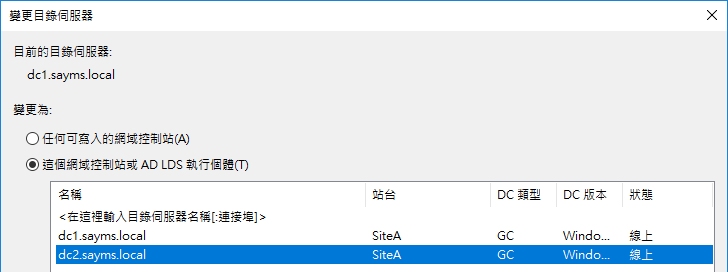 變更目錄伺服器
目前的目錄伺服器:
dc1.sayms.local
變更為:
任何可寫入的網域控制站(A)
這個網域控制站或 AD LDS 執行個體(T)
名稱 站台 DC 類型 DC 版本 狀態
<在這裡輸入目錄伺服器名稱[:連接埠]>
dc1.sayms.local SiteA GC Windo... 線上
dc2.sayms.local SiteA GC Windo... 線上